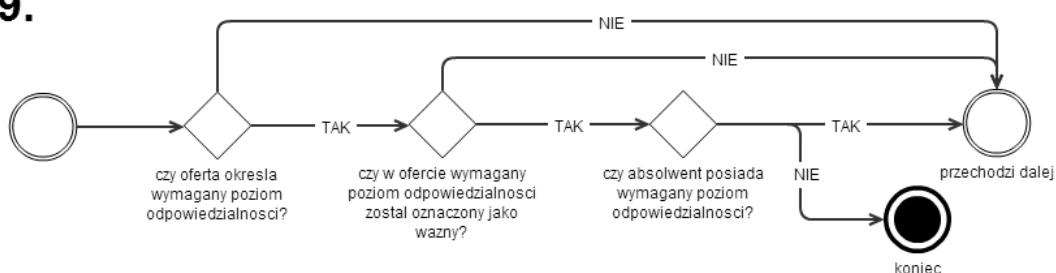 9.
NIE
NIE
TAK
TAK
TAK
NIE
czy oferta okresla
wymagany poziom
odpowiedzialnosci?
czy w ofercie wymagany
poziom odpowiedzialnosci
zostal oznaczony jako
wazny?
czy absolwent posiada
wymagany poziom
odpowiedzialnosci?
przechodzi dalej
koniec